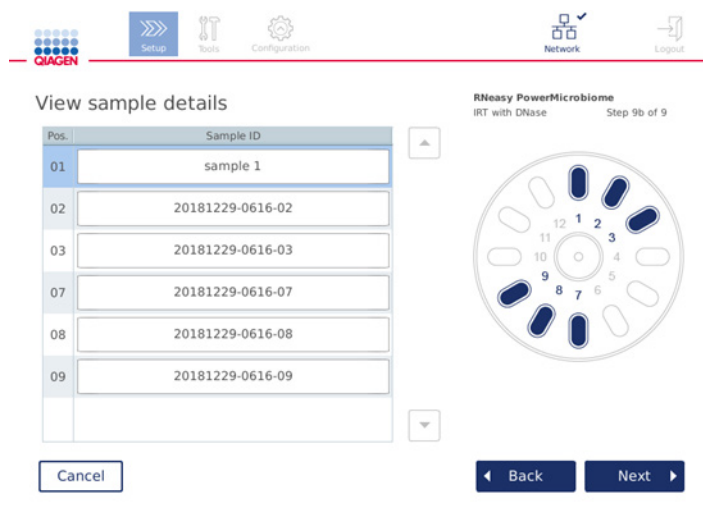 QIAGEN
Setup
Tools
Configuration
Network
Logout
View sample details
RNeasy PowerMicrobiome
IRT with DNase Step 9b of 9
Pos. Sample ID
01 sample 1
02 20181229-0616-02
03 20181229-0616-03
07 20181229-0616-07
08 20181229-0616-08
09 20181229-0616-09
12 1 2
11 3
10 4
9 5
8 7 6
Cancel
Back
Next